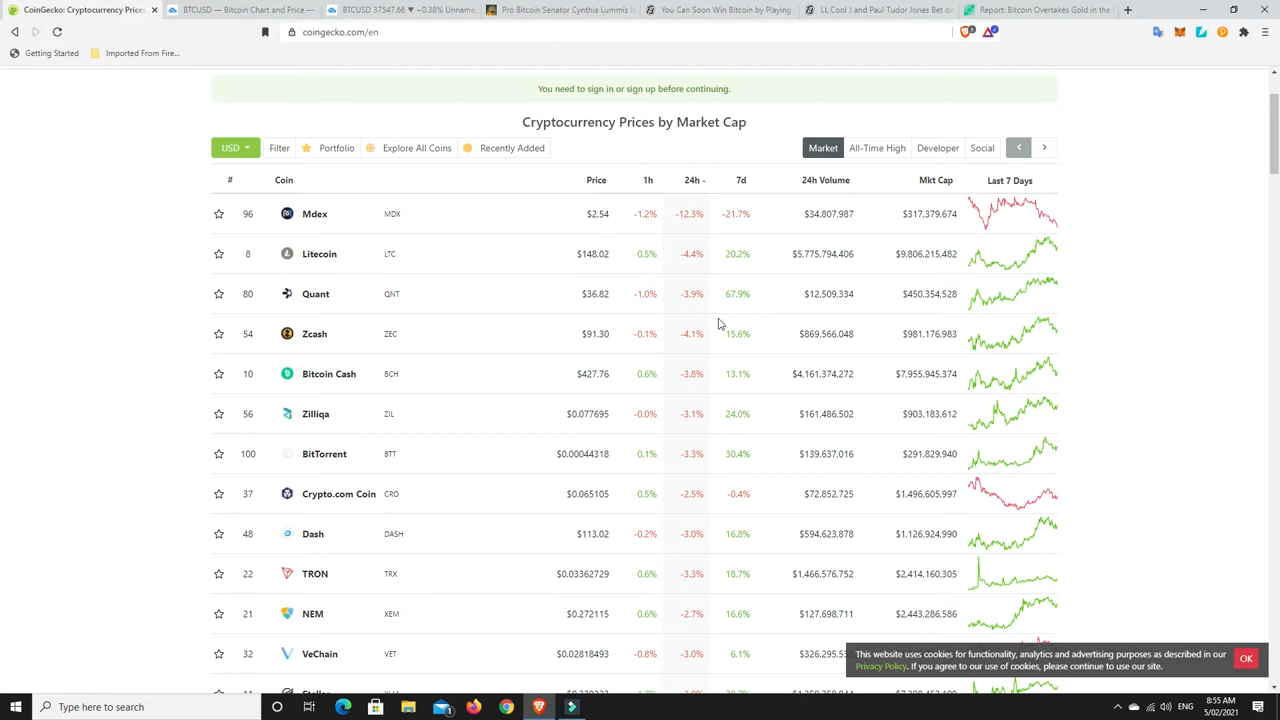 CoinGecko: Cryptocurrency Prices
BTCUSD — Bitcoin Chart and Price
BTCUSD 37547.66 ▼ −0.38% Unname
Pro Bitcoin Senator Cynthia Lummis Is
You Can Soon Win Bitcoin by Playing
LL Cool J and Paul Tudor Jones Bet on
Report: Bitcoin Overtakes Gold in the
coingecko.com/en
Getting Started
Imported From Fire...
You need to sign in or sign up before continuing.
Cryptocurrency Prices by Market Cap
USD Filter Portfolio Explore All Coins Recently Added Market All-Time High Developer Social
# Coin Price 1h 24h 7d 24h Volume Mkt Cap Last 7 Days
96 Mdex MDX $2.54 -1.2% -12.3% -21.7% $34,807,987 $317,379,674
8 Litecoin LTC $148.02 0.5% -4.4% 20.2% $5,775,794,406 $9,806,215,482
80 Quant QNT $36.82 -1.0% -3.9% 67.9% $12,509,334 $450,354,528
54 Zcash ZEC $91.30 -0.1% -4.1% 15.6% $869,566,048 $981,176,983
10 Bitcoin Cash BCH $427.76 0.6% -3.8% 13.1% $4,161,374,272 $7,955,945,374
56 Zilliqa ZIL $0.077695 -0.0% -3.1% 24.0% $161,486,502 $903,183,612
100 BitTorrent BTT $0.00044318 0.1% -3.3% 30.4% $139,637,016 $291,829,940
37 Crypto.com Coin CRO $0.065105 0.5% -2.5% -0.4% $72,852,725 $1,496,605,997
48 Dash DASH $113.02 -0.2% -3.0% 16.8% $594,623,878 $1,126,924,990
22 TRON TRX $0.03362729 0.6% -3.3% 18.7% $1,466,576,752 $2,414,160,305
21 NEM XEM $0.272115 0.6% -2.7% 16.6% $127,698,711 $2,443,286,586
32 VeChain VET $0.02818493 -0.8% -3.0% 6.1% $326,295,53
This website uses cookies for functionality, analytics and advertising purposes as described in our
Privacy Policy. If you agree to our use of cookies, please continue to use our site.
OK
Type here to search
ENG
8:55 AM
5/02/2021